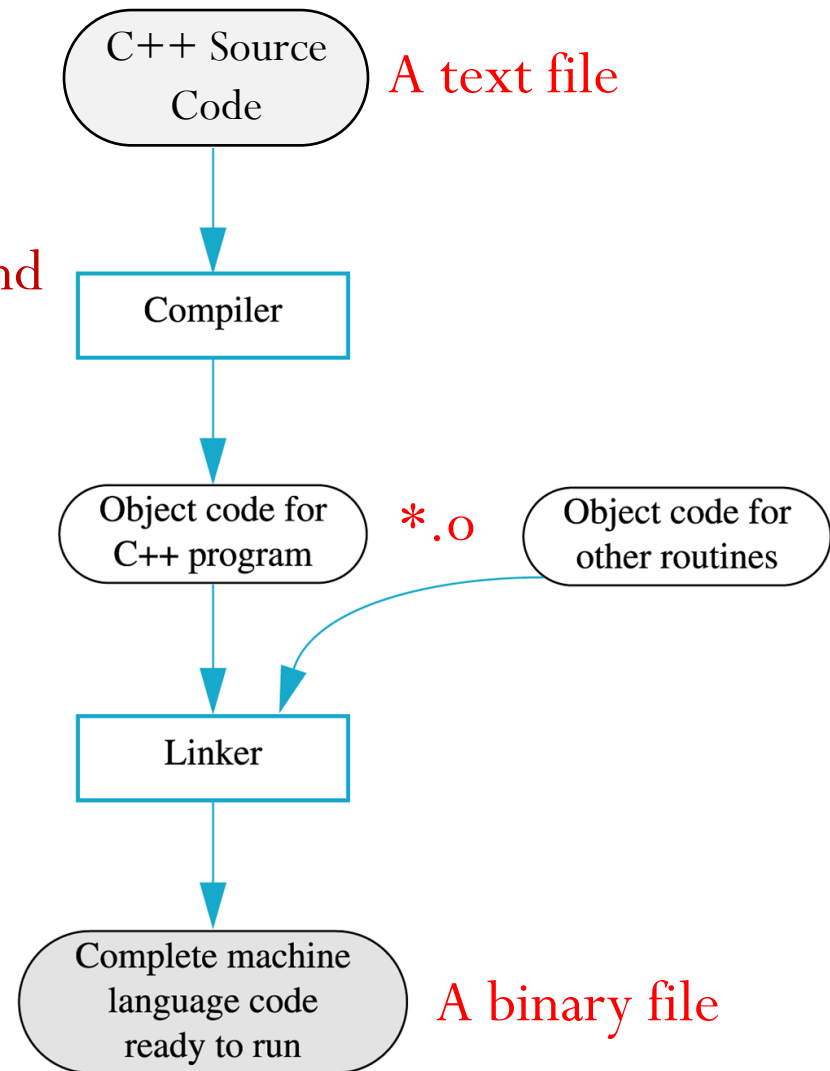 C++ Source
Code
A text file
Compiler
Object code for
C++ program
*.o
Object code for
other routines
Linker
Complete machine
language code
ready to run
A binary file